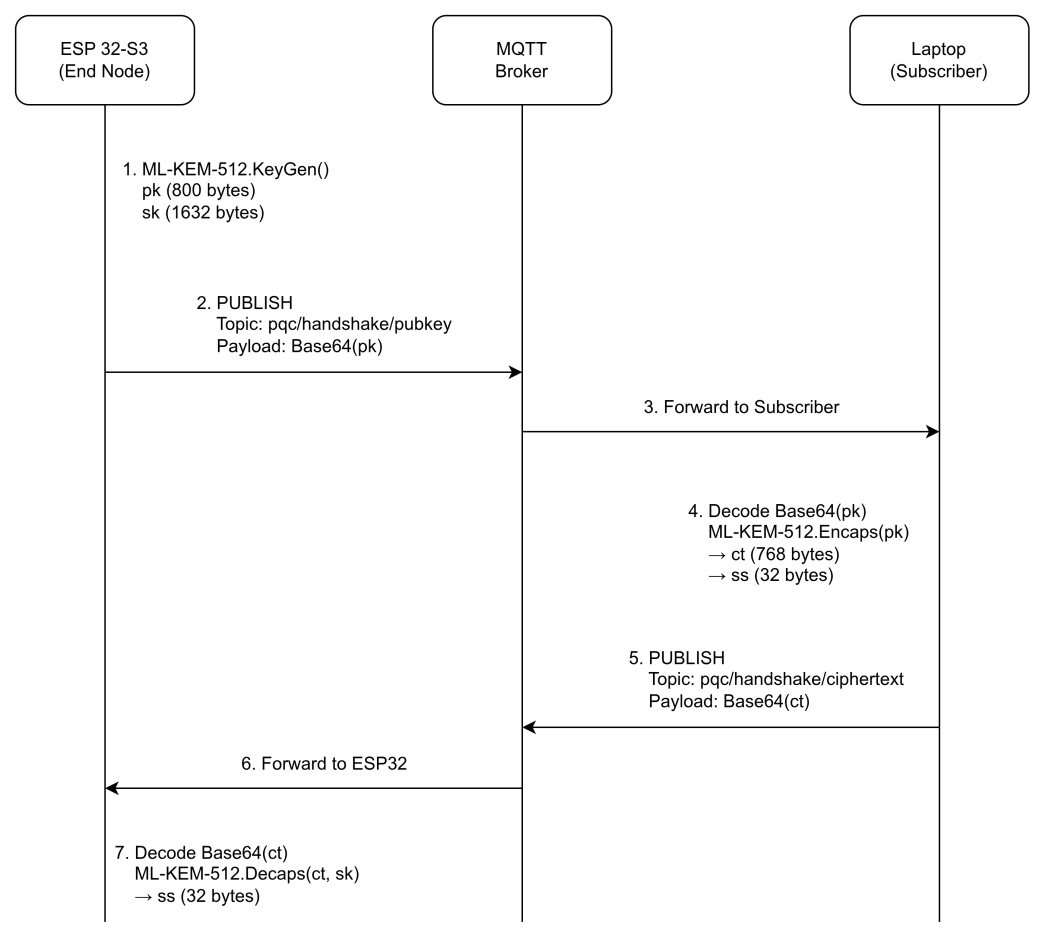 ESP 32-S3
(End Node)
MQTT
Broker
Laptop
(Subscriber)
1. ML-KEM-512.KeyGen()
pk (800 bytes)
sk (1632 bytes)
2. PUBLISH
Topic: pqc/handshake/pubkey
Payload: Base64(pk)
3. Forward to Subscriber
4. Decode Base64(pk)
ML-KEM-512.Encaps(pk)
→ ct (768 bytes)
→ ss (32 bytes)
5. PUBLISH
Topic: pqc/handshake/ciphertext
Payload: Base64(ct)
6. Forward to ESP32
7. Decode Base64(ct)
ML-KEM-512.Decaps(ct, sk)
→ ss (32 bytes)